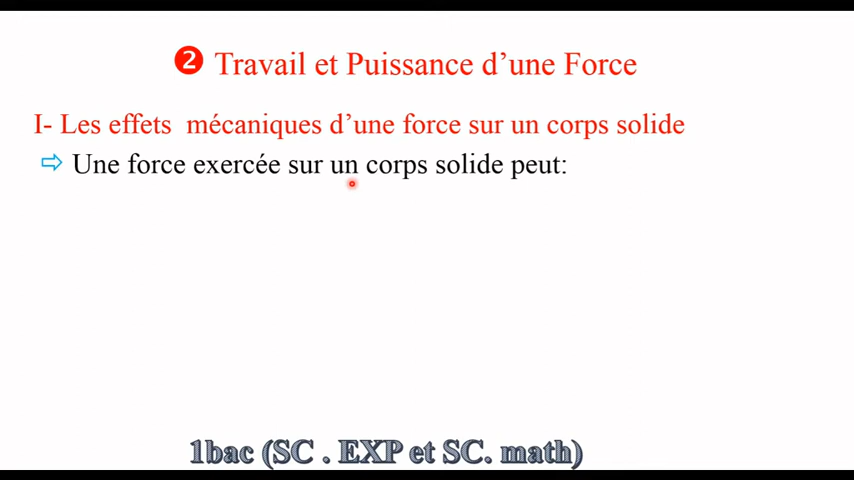 ❷ Travail et Puissance d’une Force
I- Les effets mécaniques d’une force sur un corps solide
⇨ Une force exercée sur un corps solide peut:
1bac (SC . EXP et SC. math)